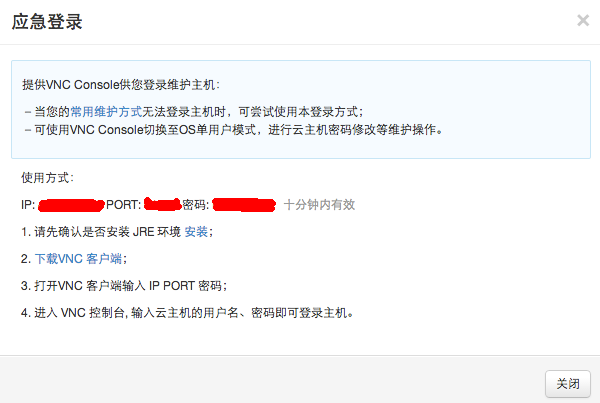 应急登录
×
提供VNC Console供您登录维护主机：
– 当您的常用维护方式无法登录主机时，可尝试使用本登录方式；
– 可使用VNC Console切换至OS单用户模式，进行云主机密码修改等维护操作。
使用方式：
IP: PORT: 密码: 十分钟内有效
1. 请先确认是否安装 JRE 环境 安装；
2. 下载VNC 客户端；
3. 打开VNC 客户端输入 IP PORT 密码；
4. 进入 VNC 控制台, 输入云主机的用户名、密码即可登录主机。
关闭